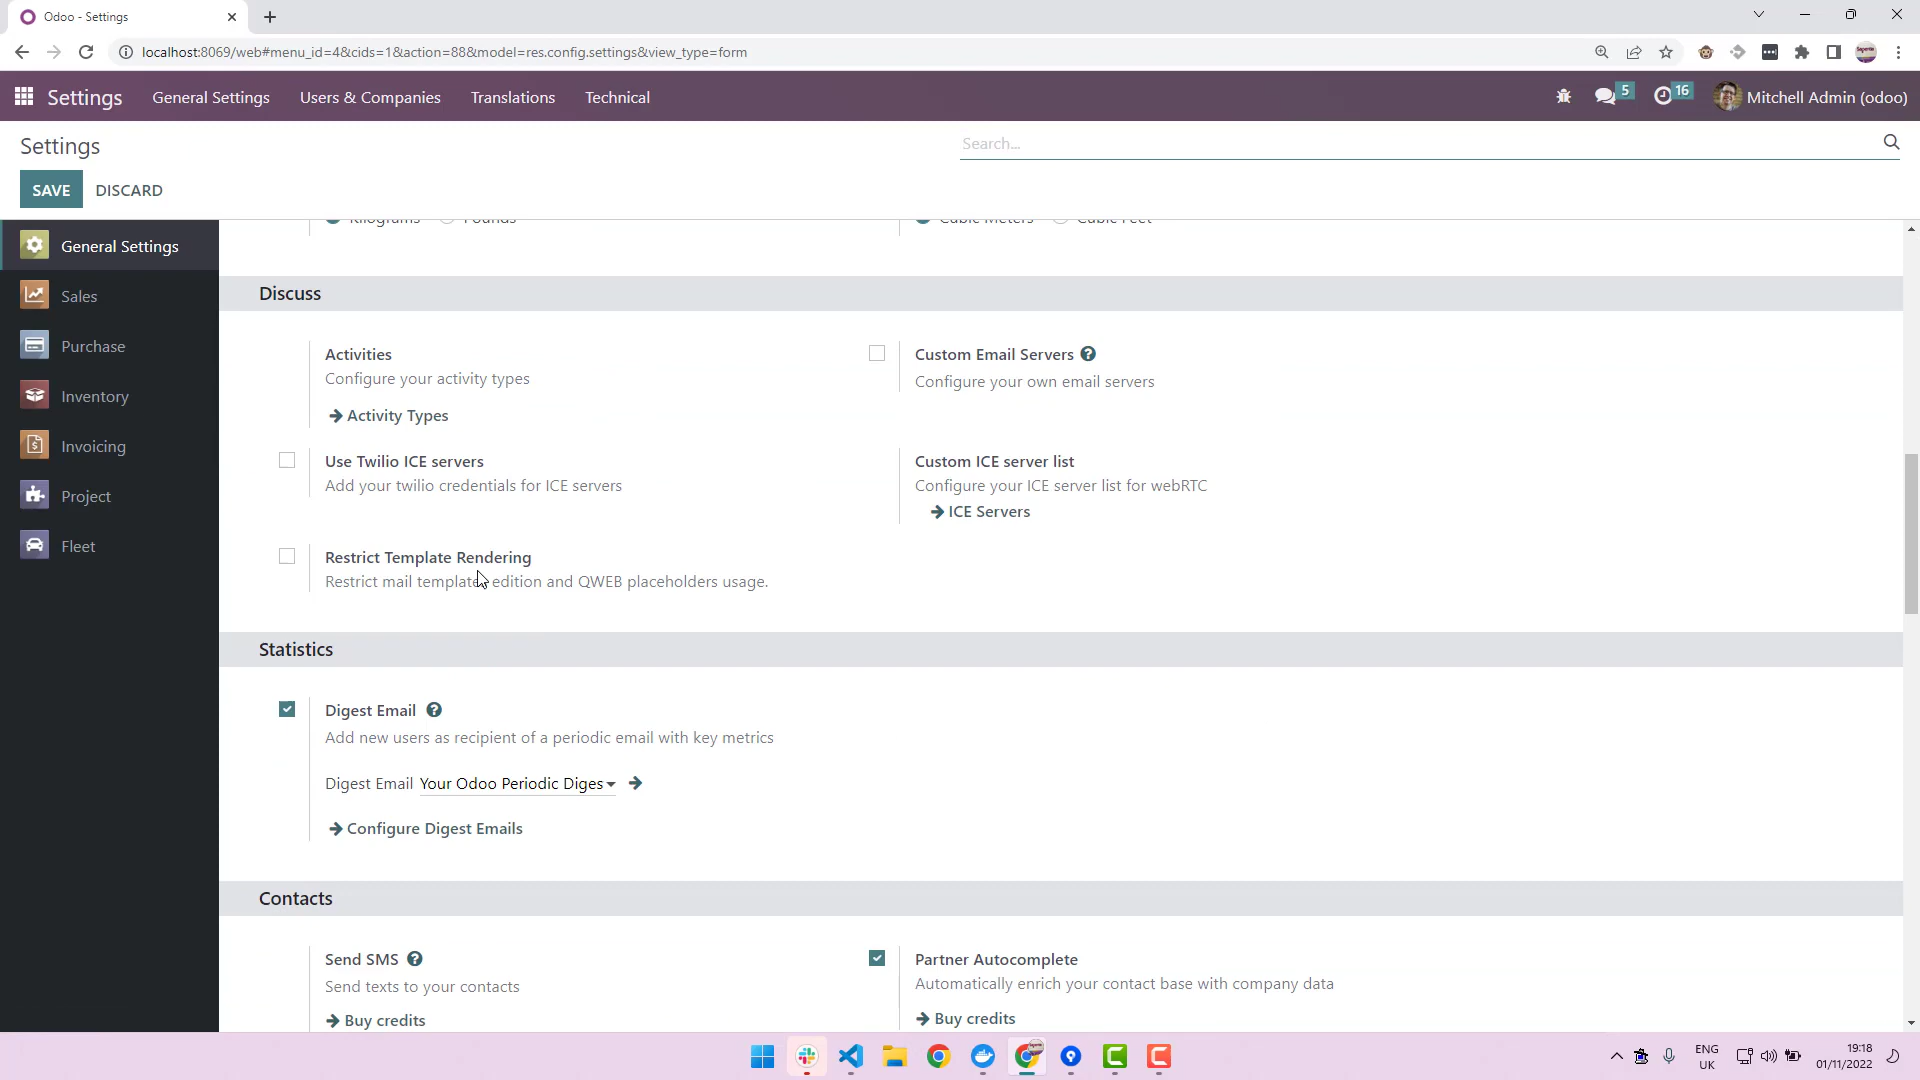 Odoo - Settings
localhost:8069/web#menu_id=4&cids=1&action=88&model=res.config.settings&view_type=form
Settings General Settings Users & Companies Translations Technical 5 16 Mitchell Admin (odoo)
Settings
Search...
SAVE DISCARD
Kilograms Pounds Cubic Meters Cubic Feet
General Settings
Sales
Purchase
Inventory
Invoicing
Project
Fleet
Discuss
Activities
Configure your activity types
Activity Types
Custom Email Servers ?
Configure your own email servers
Use Twilio ICE servers
Add your twilio credentials for ICE servers
Custom ICE server list
Configure your ICE server list for webRTC
ICE Servers
Restrict Template Rendering
Restrict mail templates edition and QWEB placeholders usage.
Statistics
Digest Email ?
Add new users as recipient of a periodic email with key metrics
Digest Email Your Odoo Periodic Diges
Configure Digest Emails
Contacts
Send SMS ?
Send texts to your contacts
Buy credits
Partner Autocomplete
Automatically enrich your contact base with company data
Buy credits
ENG
UK
19:18
01/11/2022